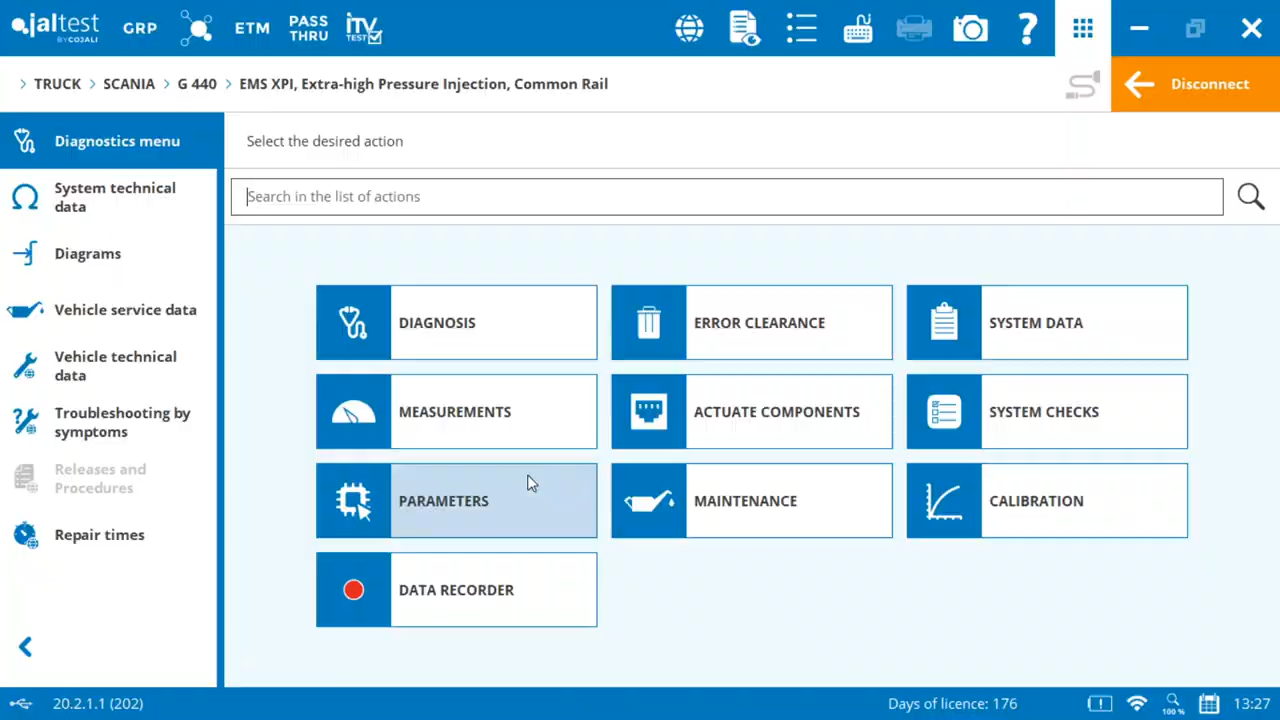 jaltest
BY COJALI
GRP
ETM
PASS
THRU
ITV
TEST
?
TRUCK > SCANIA > G 440 > EMS XPI, Extra-high Pressure Injection, Common Rail
Disconnect
Diagnostics menu
System technical
data
Diagrams
Vehicle service data
Vehicle technical
data
Troubleshooting by
symptoms
Releases and
Procedures
Repair times
Select the desired action
Search in the list of actions
DIAGNOSIS
ERROR CLEARANCE
SYSTEM DATA
MEASUREMENTS
ACTUATE COMPONENTS
SYSTEM CHECKS
PARAMETERS
MAINTENANCE
CALIBRATION
DATA RECORDER
20.2.1.1 (202)
Days of licence: 176
100 %
13:27